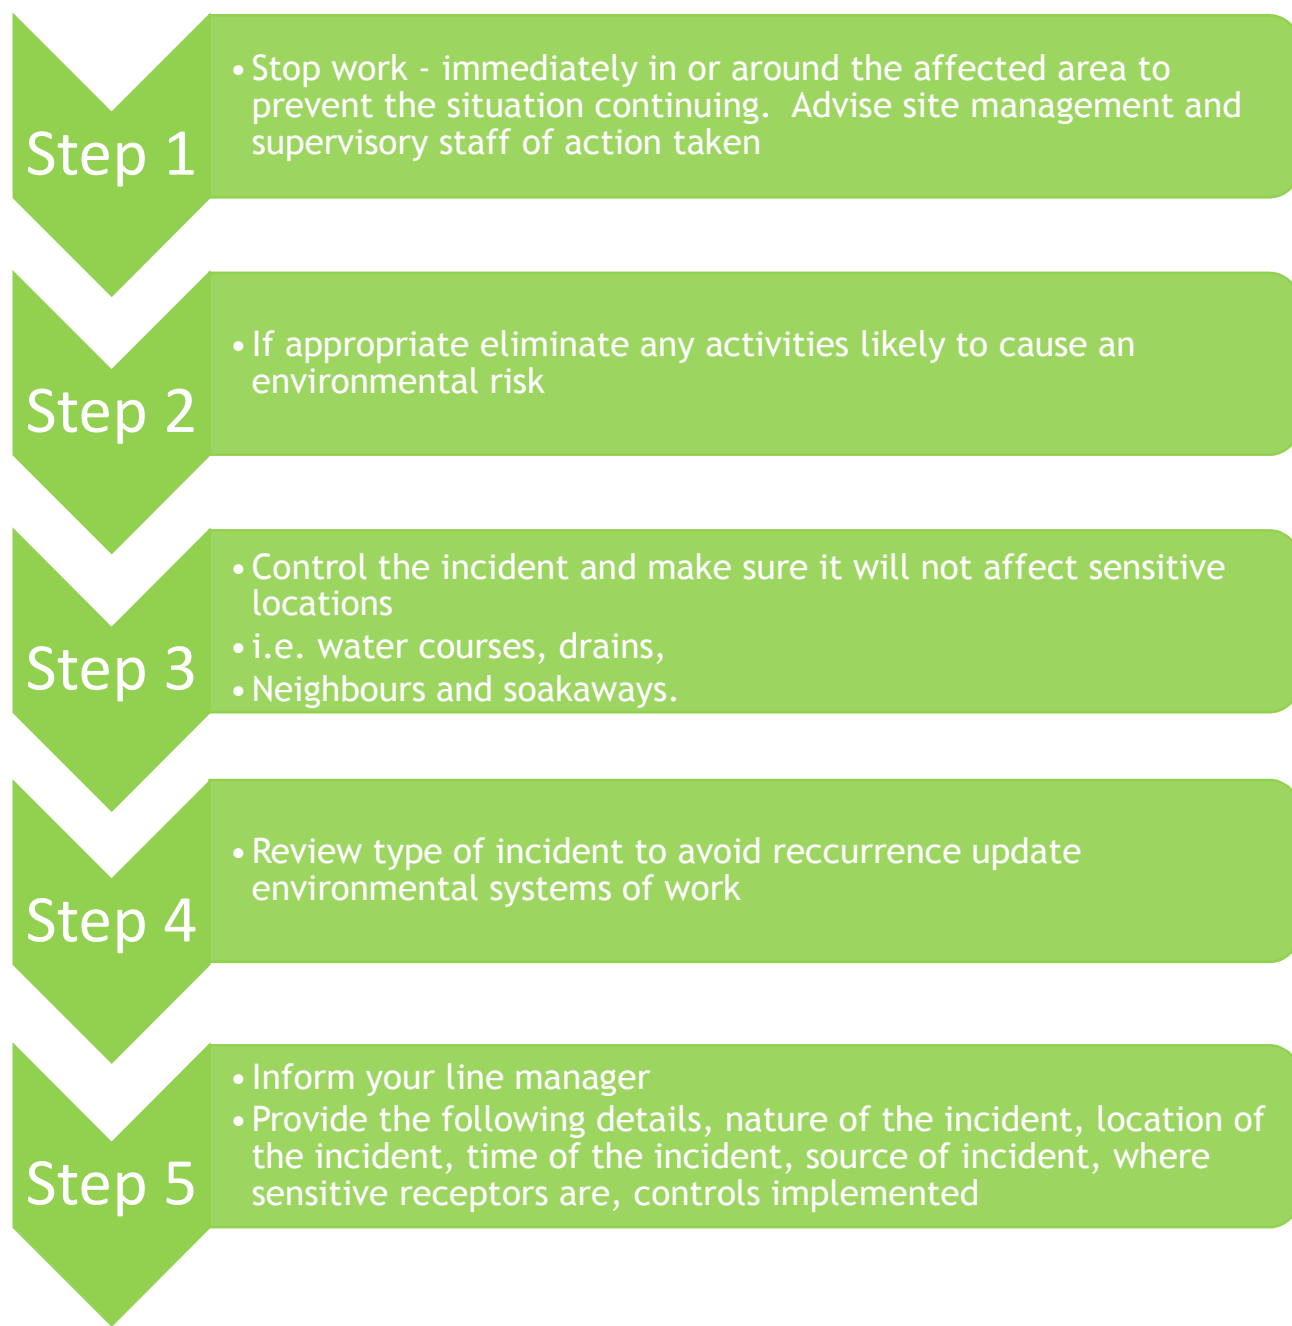 Step 1
• Stop work - immediately in or around the affected area to
prevent the situation continuing.  Advise site management and
supervisory staff of action taken
Step 2
• If appropriate eliminate any activities likely to cause an
environmental risk
Step 3
• Control the incident and make sure it will not affect sensitive
locations
• i.e. water courses, drains,
• Neighbours and soakaways.
Step 4
• Review type of incident to avoid reccurrence update
environmental systems of work
Step 5
• Inform your line manager
• Provide the following details, nature of the incident, location of
the incident, time of the incident, source of incident, where
sensitive receptors are, controls implemented